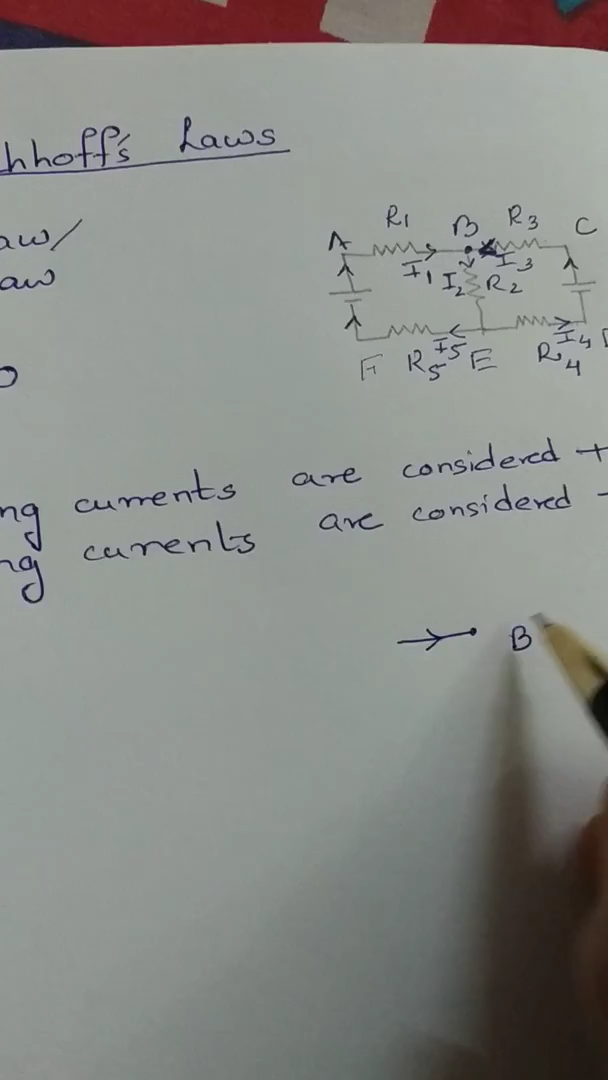 hhoff's Laws
aw/
aw
R1 B R3 C
A I1 I2 R2 I3
F R5 I5 E R4 I4
ng currents are considered +
ng currents are considered -
B